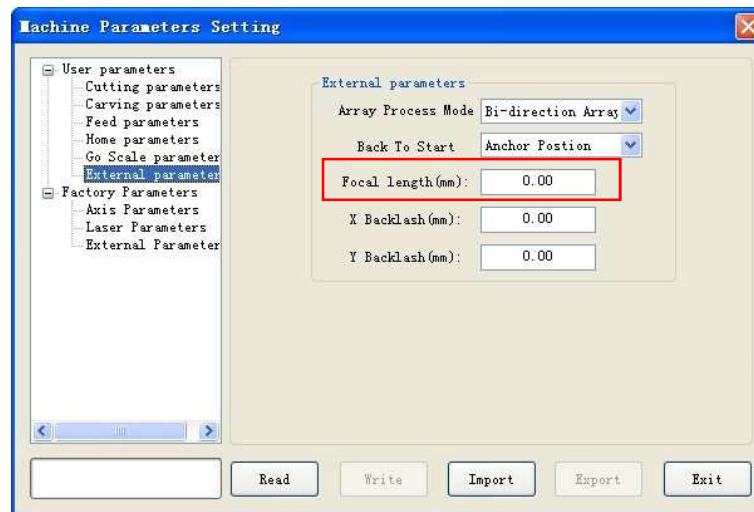 Machine Parameters Setting
User parameters
Cutting parameters
Carving parameters
Feed parameters
Home parameters
Go Scale parameter
External parameter
Factory Parameters
Axis Parameters
Laser Parameters
External Parameter
External parameters
Array Process Mode Bi-direction Array
Back To Start Anchor Postion
Focal length(mm): 0.00
X Backlash(mm): 0.00
Y Backlash(mm): 0.00
Read Write Import Export Exit